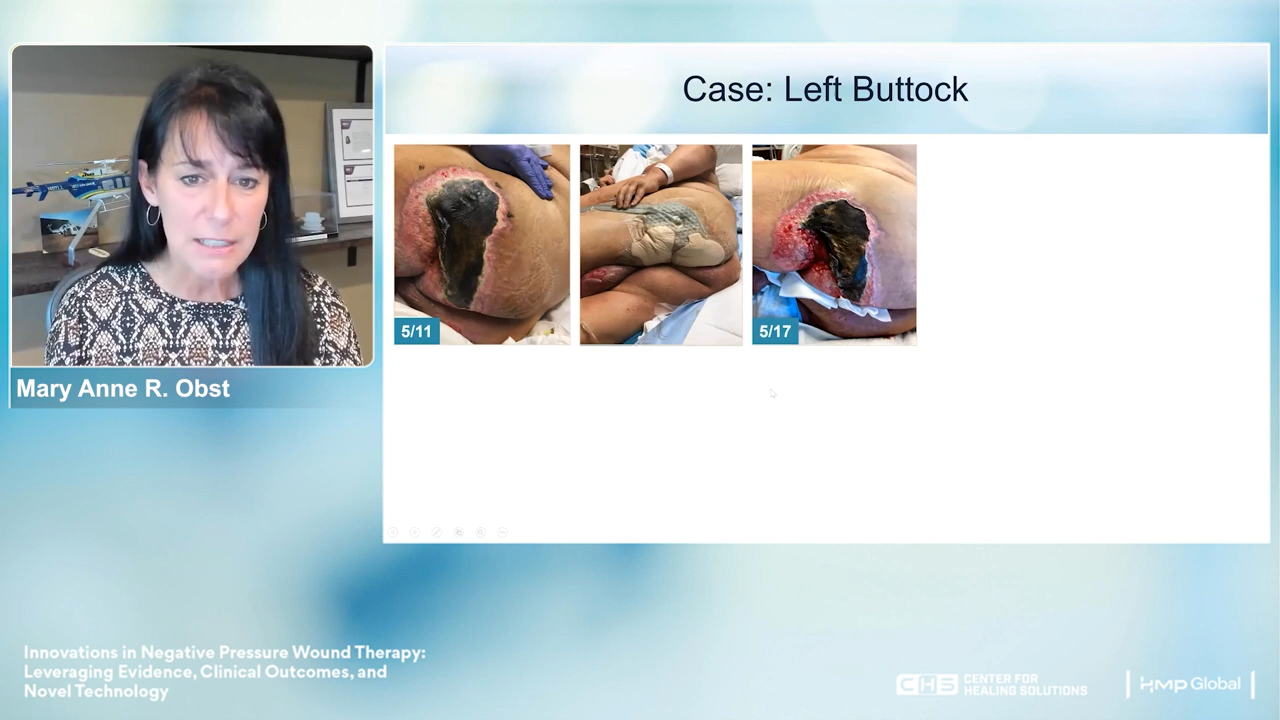 Case: Left Buttock
5/11
5/17
Mary Anne R. Obst
Innovations in Negative Pressure Wound Therapy:
Leveraging Evidence, Clinical Outcomes, and
Novel Technology
CHS CENTER FOR
HEALING SOLUTIONS
HMP Global